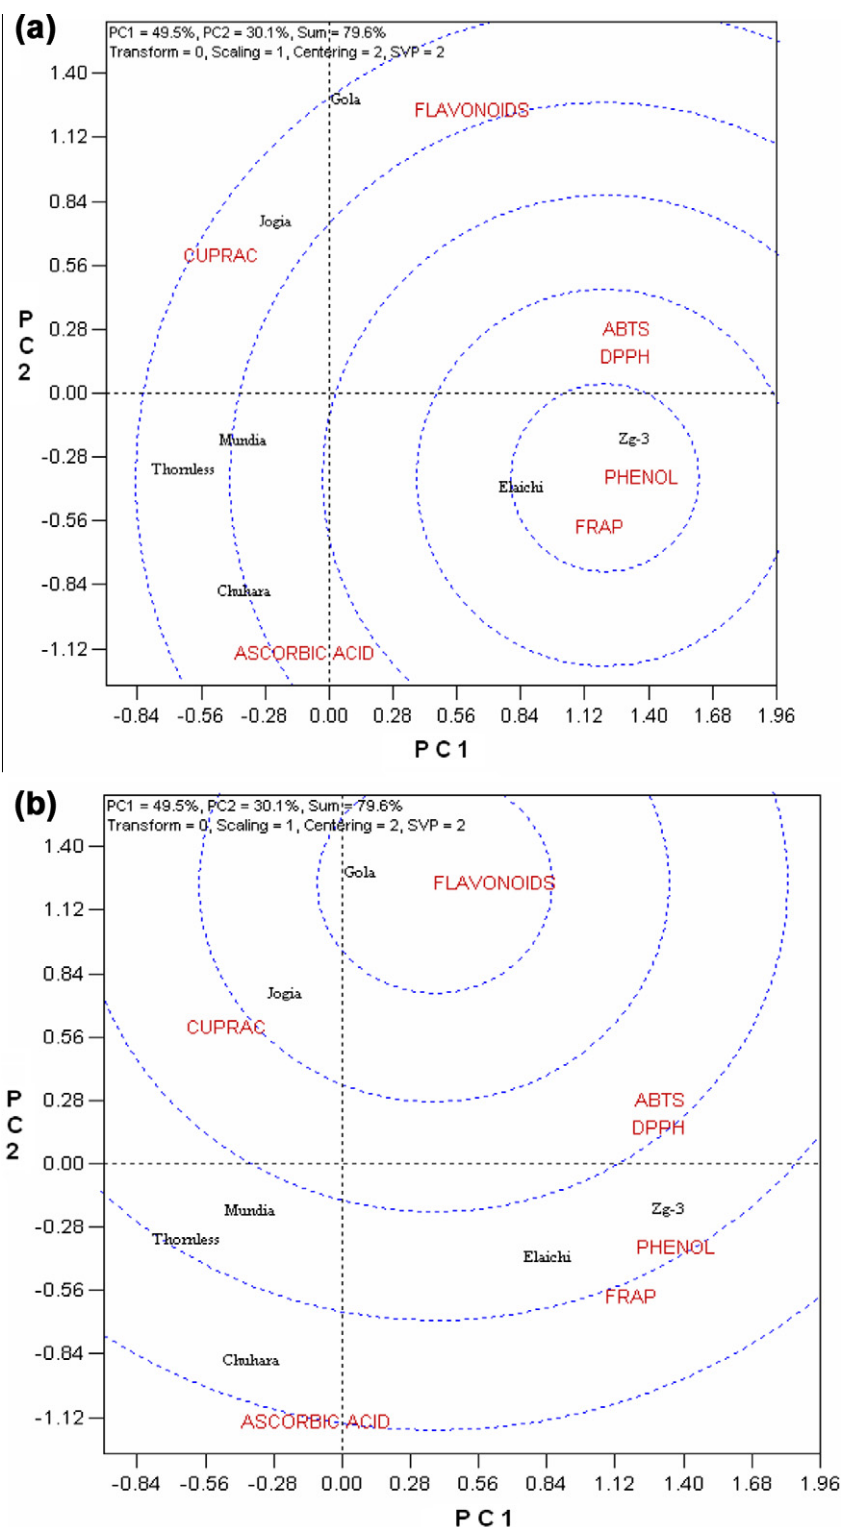 (a)
PC1 = 49.5%, PC2 = 30.1%, Sum = 79.6%
Transform = 0, Scaling = 1, Centering = 2, SVP = 2
1.40
Gola
FLAVONOIDS
1.12
0.84
Jogia
CUPRAC
0.56
PC2
0.28
ABTS
DPPH
0.00
Mundia
Zg-3
-0.28
Thornless
PHENOL
Elaichi
-0.56
FRAP
-0.84
Chuhara
-1.12
ASCORBIC ACID
-0.84 -0.56 -0.28 0.00 0.28 0.56 0.84 1.12 1.40 1.68 1.96
PC1
(b)
PC1 = 49.5%, PC2 = 30.1%, Sum = 79.6%
Transform = 0, Scaling = 1, Centering = 2, SVP = 2
1.40
Gola
FLAVONOIDS
1.12
0.84
Jogia
CUPRAC
0.56
PC2
0.28
ABTS
DPPH
0.00
Mundia
Zg-3
-0.28
Thornless
PHENOL
Elaichi
-0.56
FRAP
-0.84
Chuhara
-1.12
ASCORBIC ACID
-0.84 -0.56 -0.28 0.00 0.28 0.56 0.84 1.12 1.40 1.68 1.96
PC1